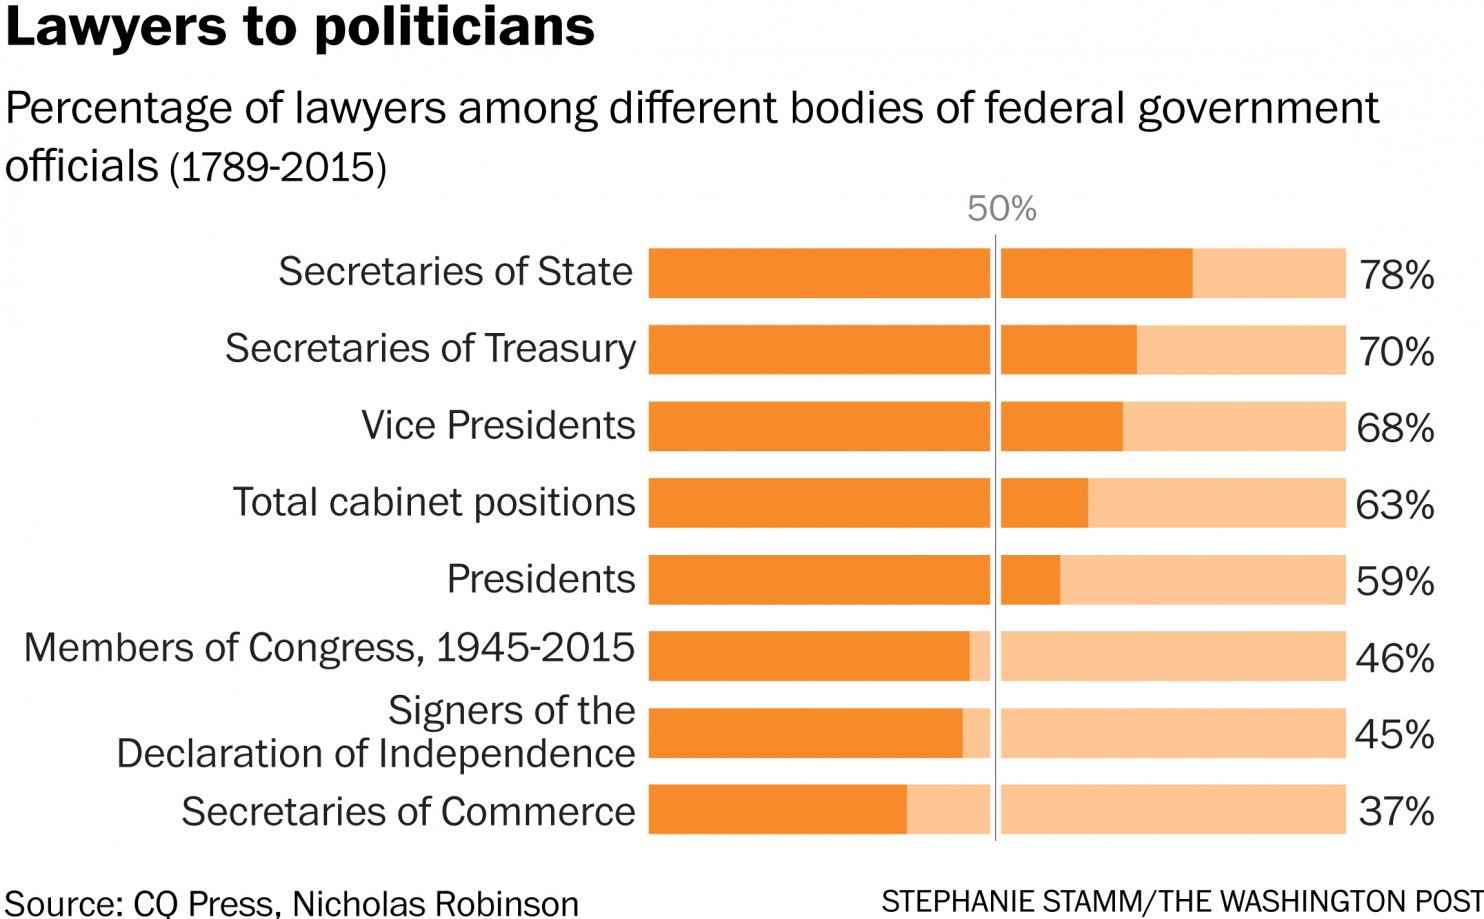 Lawyers to politicians
Percentage of lawyers among different bodies of federal government
officials (1789-2015)
50%
Secretaries of State 78%
Secretaries of Treasury 70%
Vice Presidents 68%
Total cabinet positions 63%
Presidents 59%
Members of Congress, 1945-2015 46%
Signers of the
Declaration of Independence 45%
Secretaries of Commerce 37%
Source: CQ Press, Nicholas Robinson
STEPHANIE STAMM/THE WASHINGTON POST